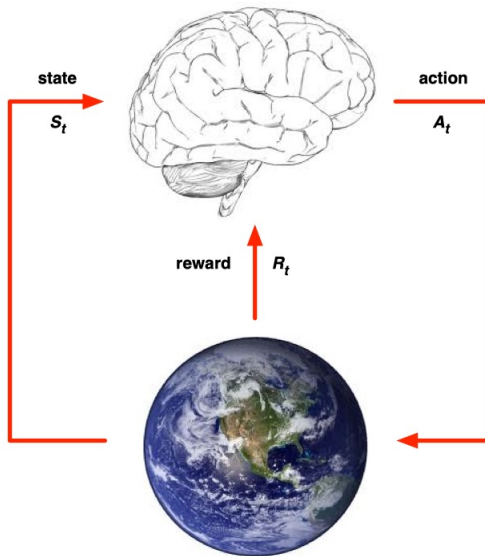 state
action
S_t
A_t
reward
R_t